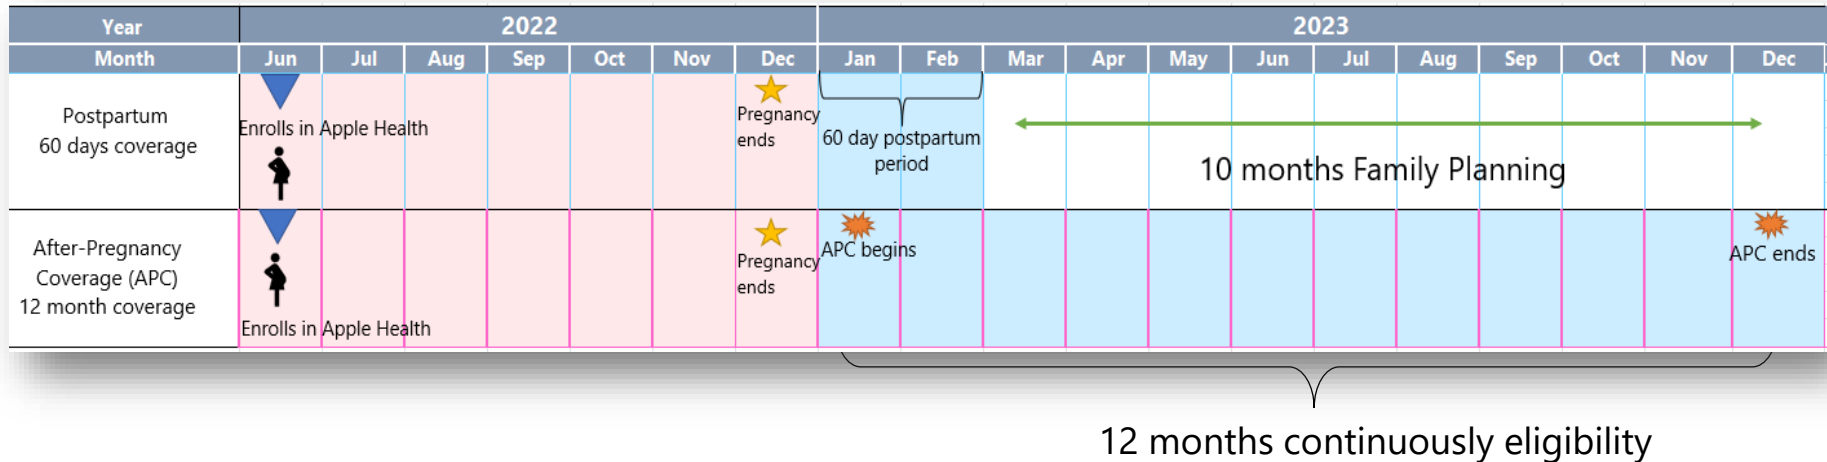 Year 2022 2023
Month Jun Jul Aug Sep Oct Nov Dec Jan Feb Mar Apr May Jun Jul Aug Sep Oct Nov Dec
Postpartum
60 days coverage
Enrolls in Apple Health
Pregnancy
ends
60 day postpartum
period
10 months Family Planning
After-Pregnancy
Coverage (APC)
12 month coverage
Enrolls in Apple Health
Pregnancy
ends
APC begins
APC ends
12 months continuously eligibility